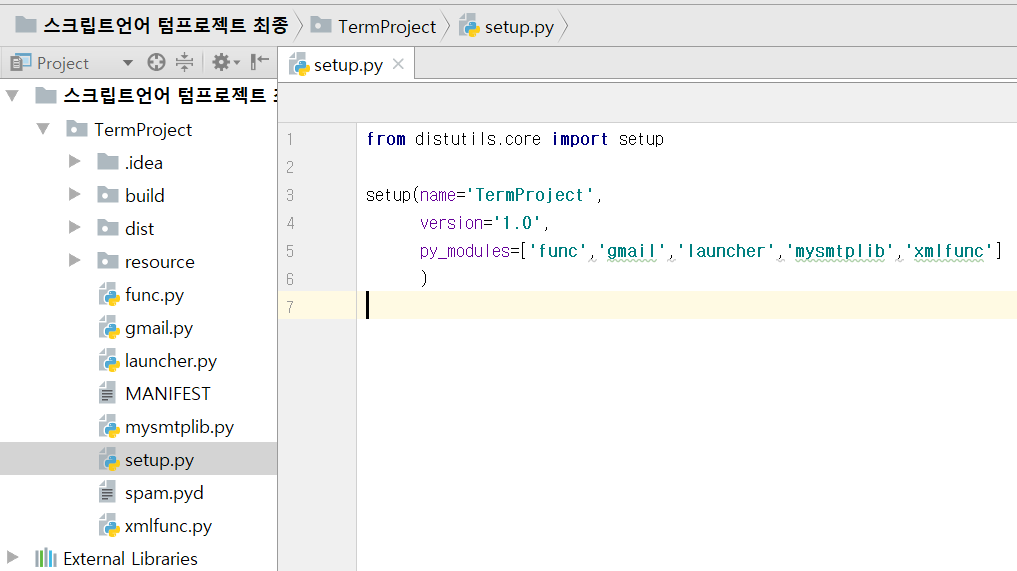 스크립트언어 텀프로젝트 최종 TermProject setup.py
Project
setup.py
스크립트언어 텀프로젝트
TermProject
.idea
build
dist
resource
func.py
gmail.py
launcher.py
MANIFEST
mysmtplib.py
setup.py
spam.pyd
xmlfunc.py
External Libraries
1 from distutils.core import setup
2
3 setup(name='TermProject',
4 version='1.0',
5 py_modules=['func','gmail','launcher','mysmtplib','xmlfunc']
6 )
7